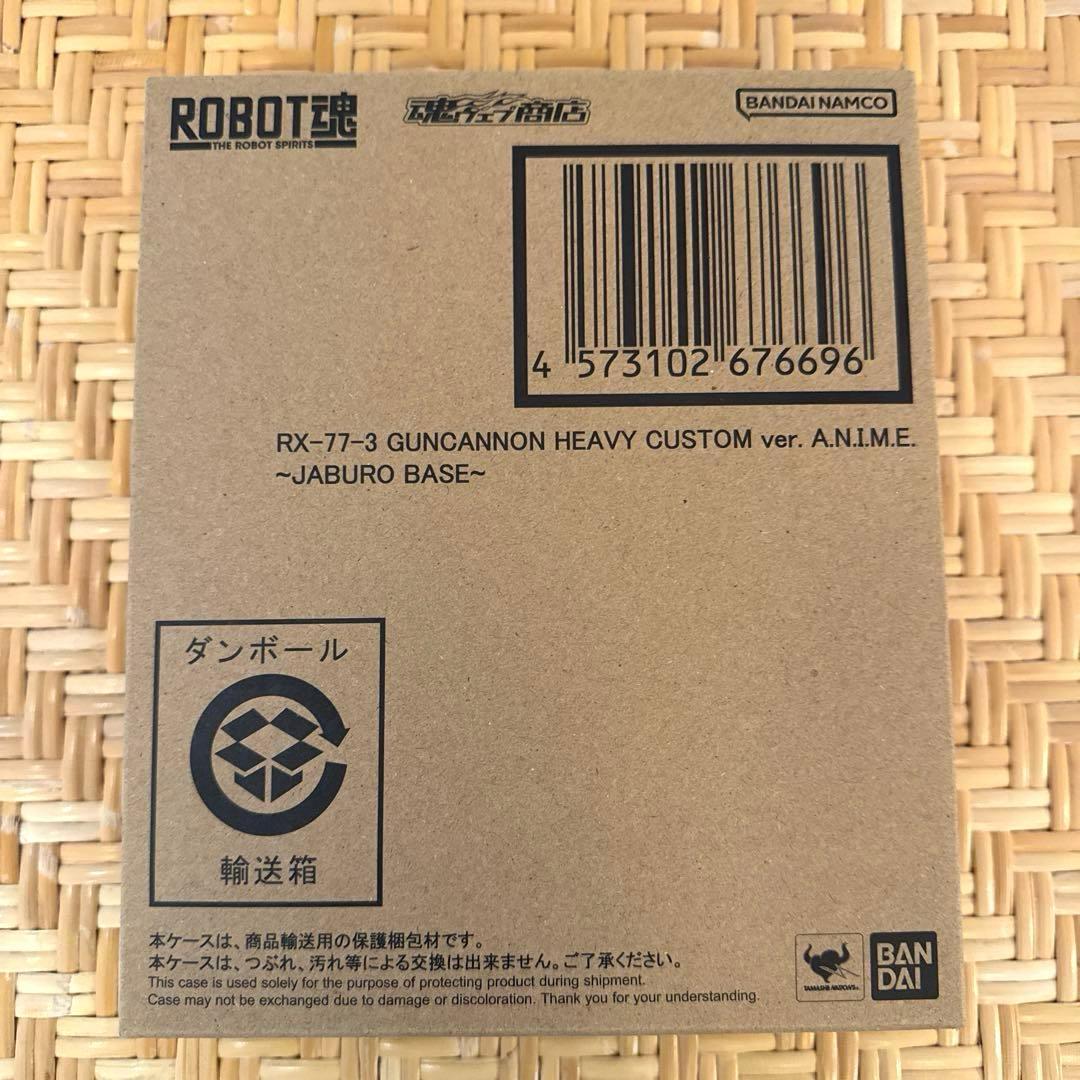 ROBOT魂
THE ROBOT SPIRITS
魂ウェブ商店
BANDAI NAMCO
4 573102 676696
RX-77-3 GUNCANNON HEAVY CUSTOM ver. A.N.I.M.E.
~JABURO BASE~
ダンボール
輸送箱
本ケースは、商品輸送用の保護梱包材です。
本ケースは、つぶれ、汚れ等による交換は出来ません。ご了承ください。
This case is used solely for the purpose of protecting product during shipment.
Case may not be exchanged due to damage or discoloration. Thank you for your understanding.
TAMASHII NATIONS
BAN
DAI